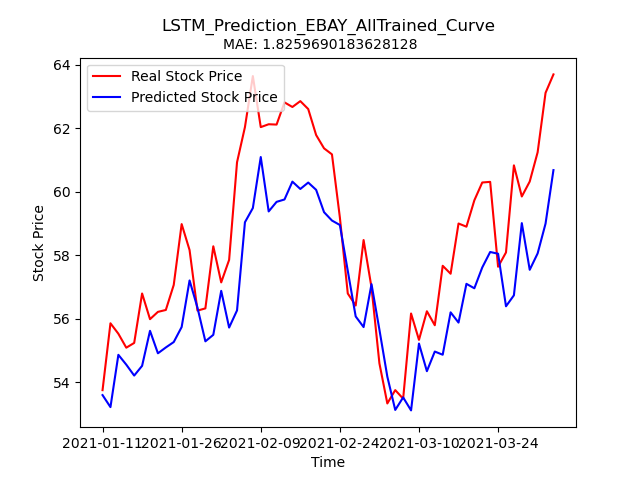 LSTM_Prediction_EBAY_AllTrained_Curve
MAE: 1.8259690183628128
Real Stock Price
Predicted Stock Price
64
62
60
58
56
54
Stock Price
2021-01-11
2021-01-26
2021-02-09
2021-02-24
2021-03-10
2021-03-24
Time